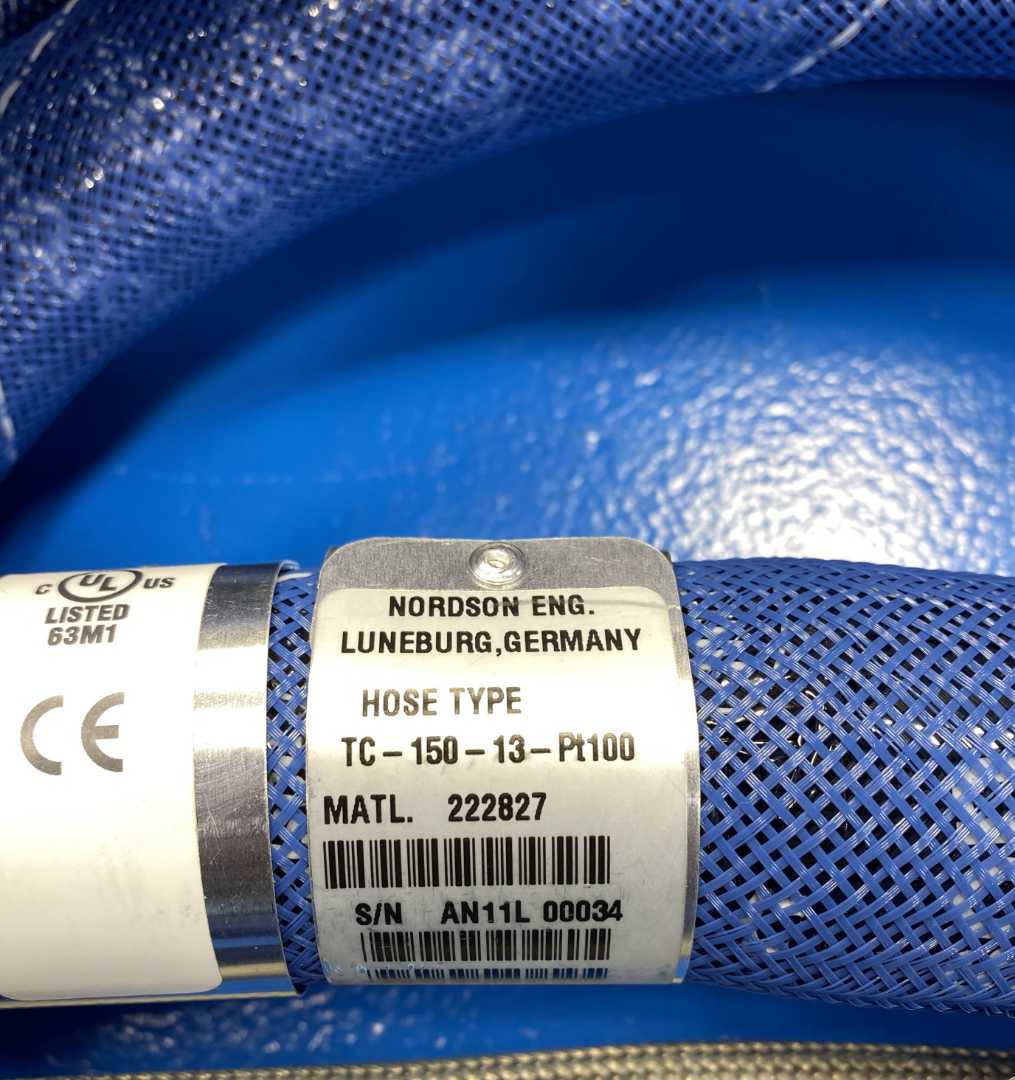 C UL US
LISTED
63M1
CE
NORDSON ENG.
LUNEBURG,GERMANY
HOSE TYPE
TC-150-13-Pt100
MATL. 222827
S/N AN11L 00034